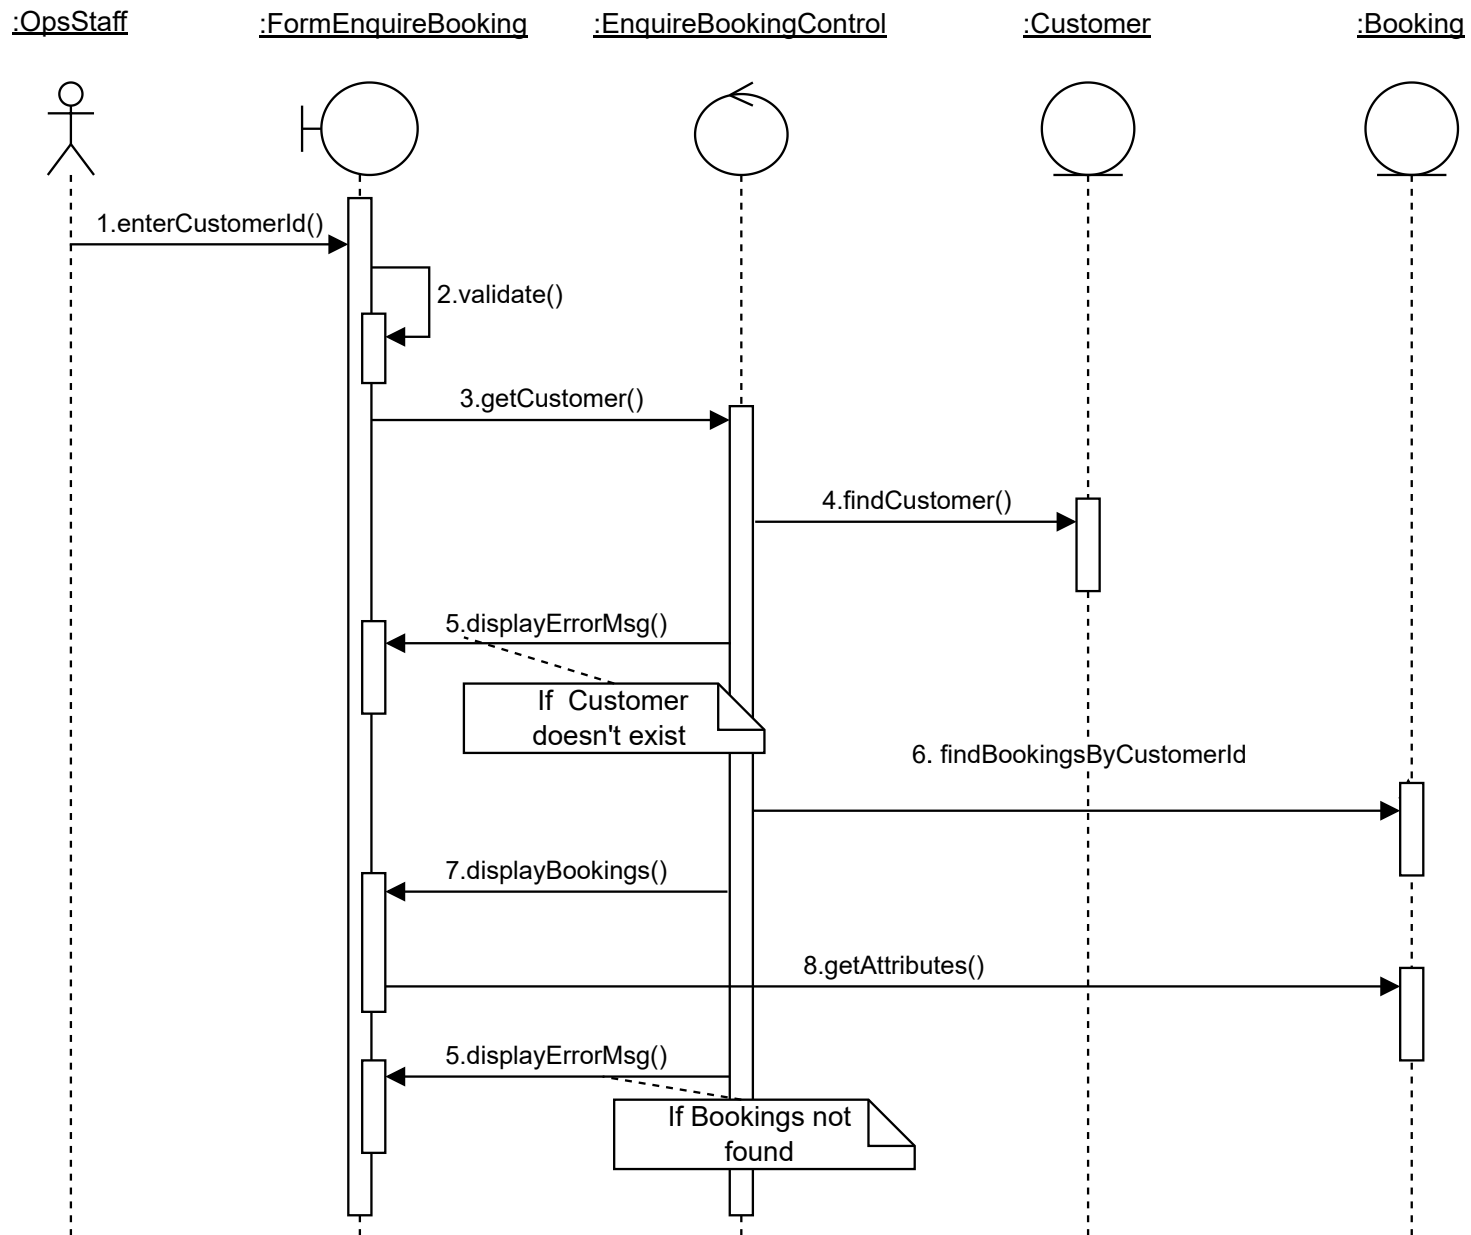 :OpsStaff
:FormEnquireBooking
:EnquireBookingControl
:Customer
:Booking
1.enterCustomerId()
2.validate()
3.getCustomer()
4.findCustomer()
5.displayErrorMsg()
If Customer
doesn't exist
6. findBookingsByCustomerId
7.displayBookings()
8.getAttributes()
5.displayErrorMsg()
If Bookings not
found